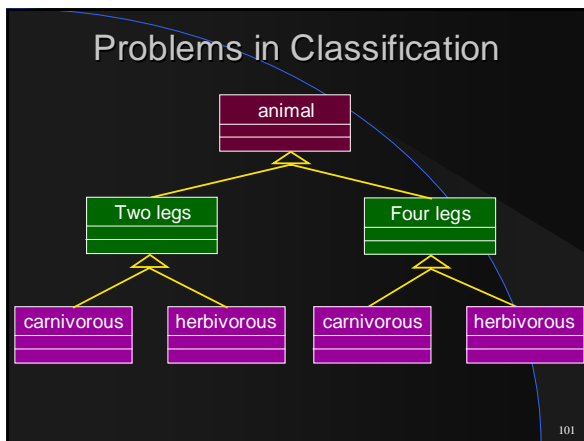 Problems in Classification
animal
Two legs
Four legs
carnivorous
herbivorous
carnivorous
herbivorous
101